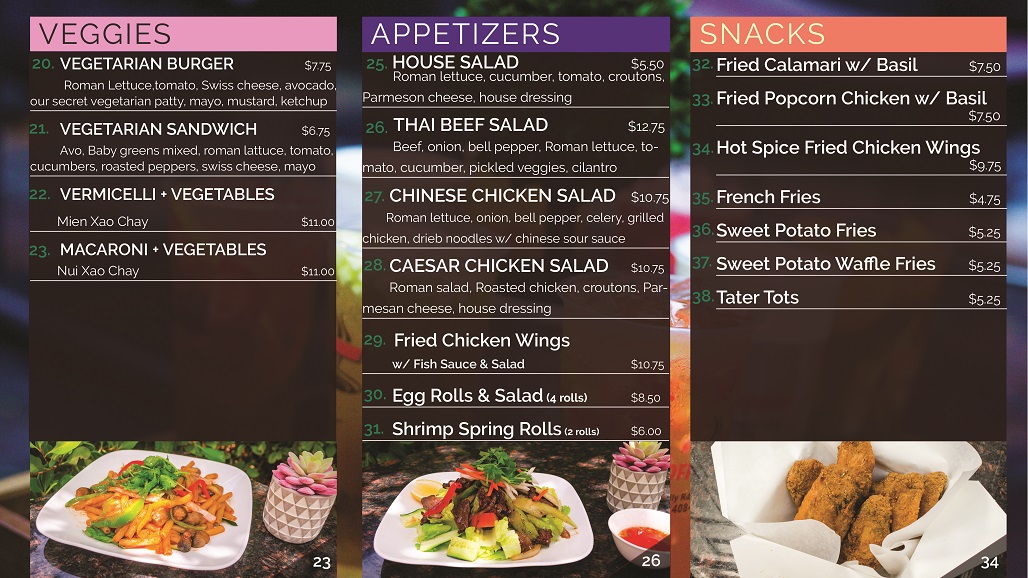 VEGGIES
20. VEGETARIAN BURGER $7.75
Roman Lettuce,tomato, Swiss cheese, avocado,
our secret vegetarian patty, mayo, mustard, ketchup
21. VEGETARIAN SANDWICH $6.75
Avo, Baby greens mixed, roman lattuce, tomato,
cucumbers, roasted peppers, swiss cheese, mayo
22. VERMICELLI + VEGETABLES
Mien Xao Chay $11.00
23. MACARONI + VEGETABLES
Nui Xao Chay $11.00
23
APPETIZERS
25. HOUSE SALAD $5.50
Roman lettuce, cucumber, tomato, croutons,
Parmeson cheese, house dressing
26. THAI BEEF SALAD $12.75
Beef, onion, bell pepper, Roman lettuce, to-
mato, cucumber, pickled veggies, cilantro
27. CHINESE CHICKEN SALAD $10.75
Roman lettuce, onion, bell pepper, celery, grilled
chicken, drieb noodles w/ chinese sour sauce
28. CAESAR CHICKEN SALAD $10.75
Roman salad, Roasted chicken, croutons, Par-
mesan cheese, house dressing
29. Fried Chicken Wings
w/ Fish Sauce & Salad $10.75
30. Egg Rolls & Salad (4 rolls) $8.50
31. Shrimp Spring Rolls (2 rolls) $6.00
26
SNACKS
32. Fried Calamari w/ Basil $7.50
33. Fried Popcorn Chicken w/ Basil
$7.50
34. Hot Spice Fried Chicken Wings
$9.75
35. French Fries $4.75
36. Sweet Potato Fries $5.25
37. Sweet Potato Waffle Fries $5.25
38. Tater Tots $5.25
34